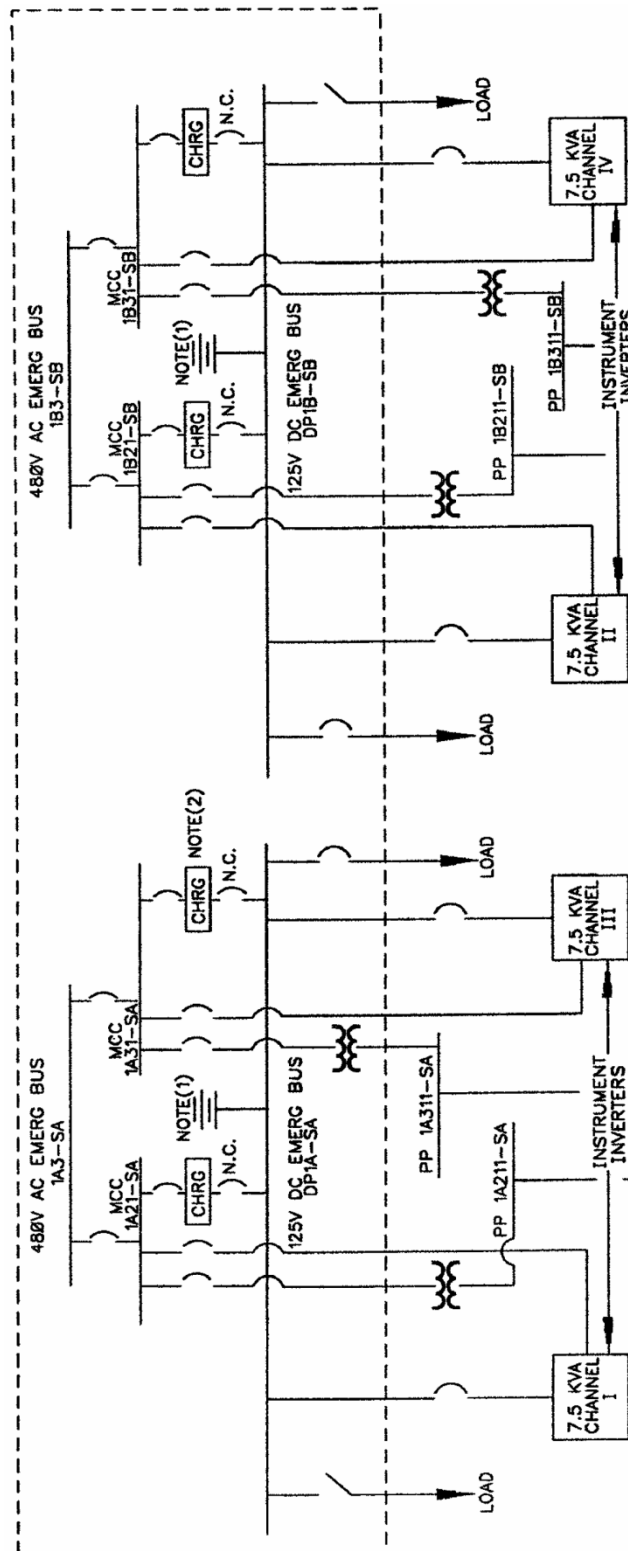 480V AC EMERG BUS
1A3-SA
MCC
1A21-SA
MCC
1A31-SA
CHRG
N.C.
NOTE(1)
CHRG
NOTE(2)
N.C.
125V DC EMERG BUS
DP1A-SA
LOAD
LOAD
PP 1A311-SA
PP 1A211-SA
7.5 KVA
CHANNEL
I
INSTRUMENT
INVERTERS
7.5 KVA
CHANNEL
III
480V AC EMERG BUS
1B3-SB
MCC
1B21-SB
MCC
1B31-SB
CHRG
N.C.
NOTE(1)
CHRG
N.C.
125V DC EMERG BUS
DP1B-SB
LOAD
LOAD
PP 1B211-SB
PP 1B311-SB
7.5 KVA
CHANNEL
II
INSTRUMENT
INVERTERS
7.5 KVA
CHANNEL
IV